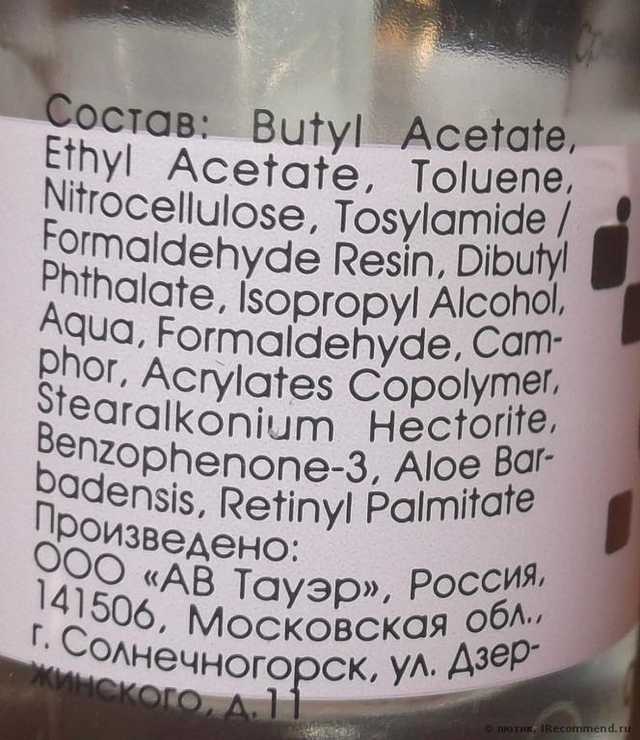 Состав: Butyl Acetate,
Ethyl Acetate, Toluene,
Nitrocellulose, Tosylamide /
Formaldehyde Resin, Dibutyl
Phthalate, Isopropyl Alcohol,
Aqua, Formaldehyde, Cam-
phor, Acrylates Copolymer,
Stearalkonium Hectorite,
Benzophenone-3, Aloe Bar-
badensis, Retinyl Palmitate
Произведено:
ООО «АВ Тауэр», Россия,
141506, Московская обл.,
г. Солнечногорск, ул. Дзер-
жинского, д.11
© лютик, IRecommend.ru